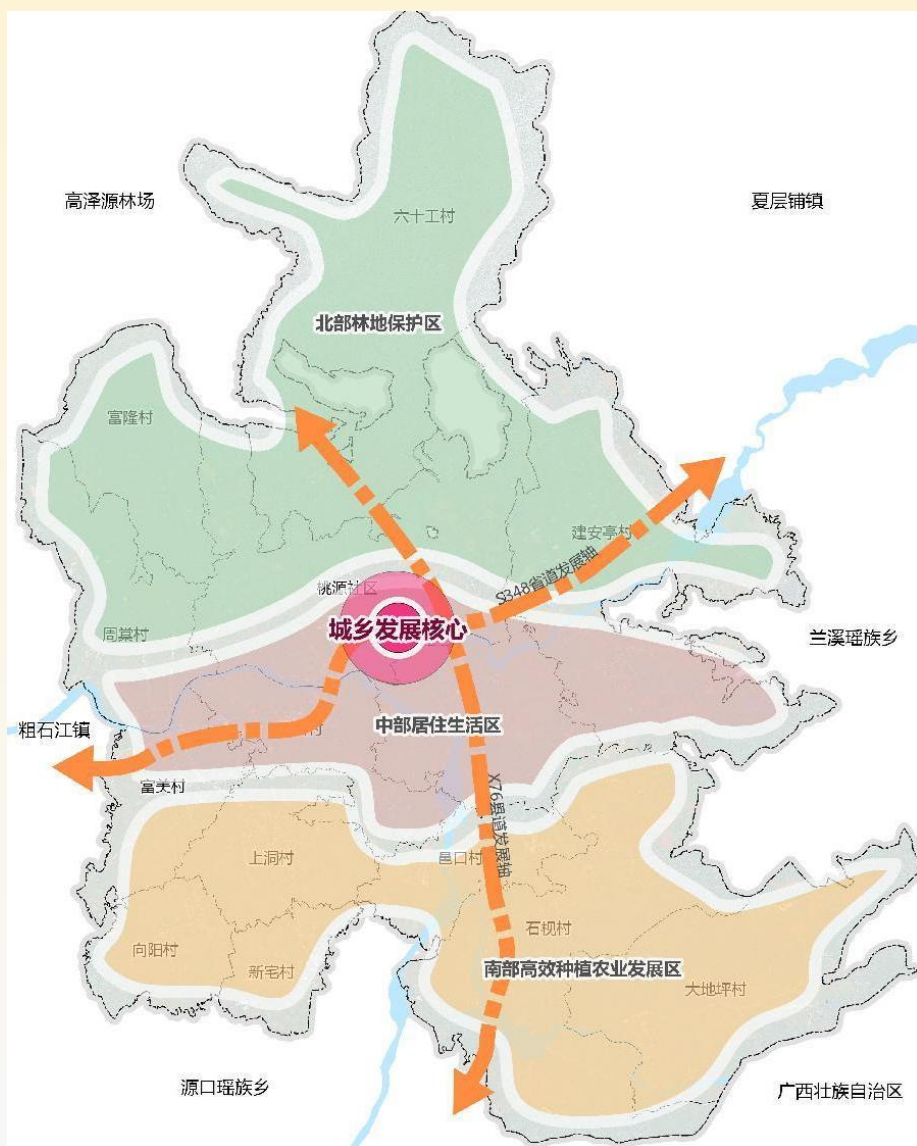 高泽源林场
夏层铺镇
六十工村
北部林地保护区
富隆村
建安亭村
S348省道发展轴
桃源社区
周棠村
城乡发展核心
兰溪瑶族乡
粗石江镇
中部居住生活区
村
富美村
X76县道发展轴
上洞村
邑口村
向阳村
石枧村
新宅村
南部高效种植农业发展区
大地坪村
源口瑶族乡
广西壮族自治区